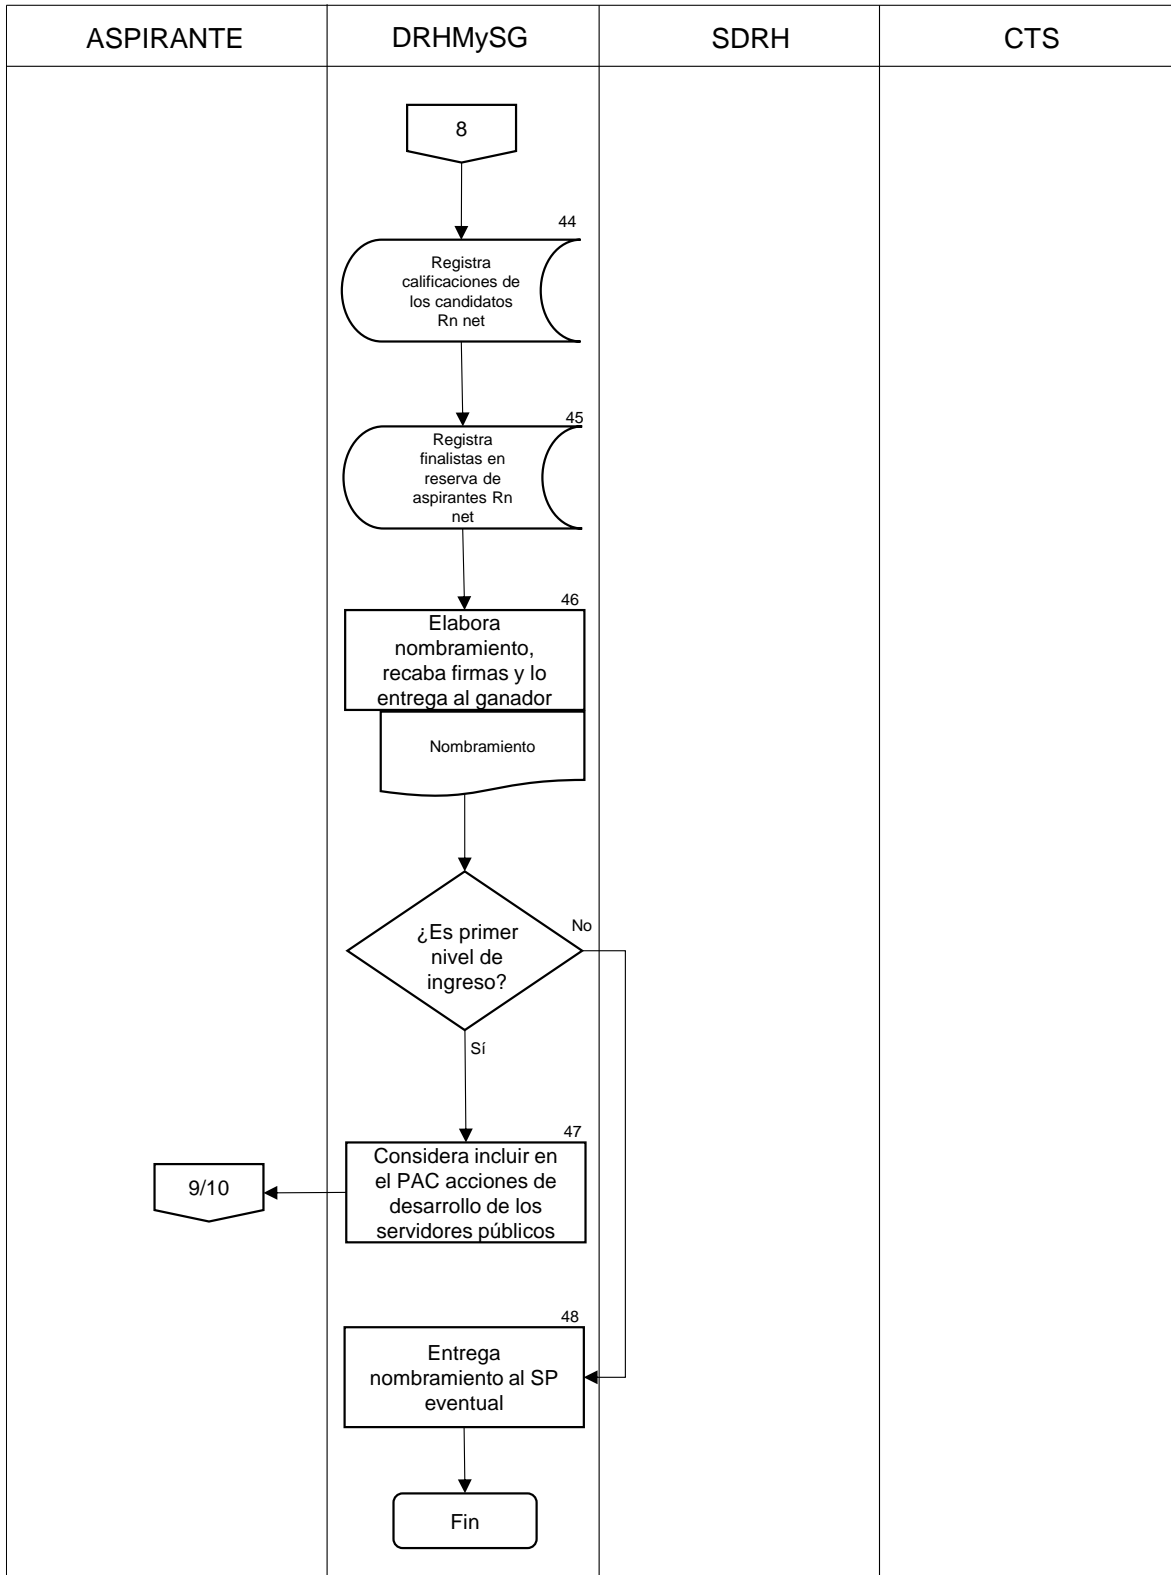 ASPIRANTE
DRHMySG
SDRH
CTS
8
44
Registra
calificaciones de
los candidatos
Rn net
45
Registra
finalistas en
reserva de
aspirantes Rn
net
46
Elabora
nombramiento,
recaba firmas y lo
entrega al ganador
Nombramiento
¿Es primer
nivel de
ingreso?
No
Sí
47
Considera incluir en
el PAC acciones de
desarrollo de los
servidores públicos
9/10
48
Entrega
nombramiento al SP
eventual
Fin